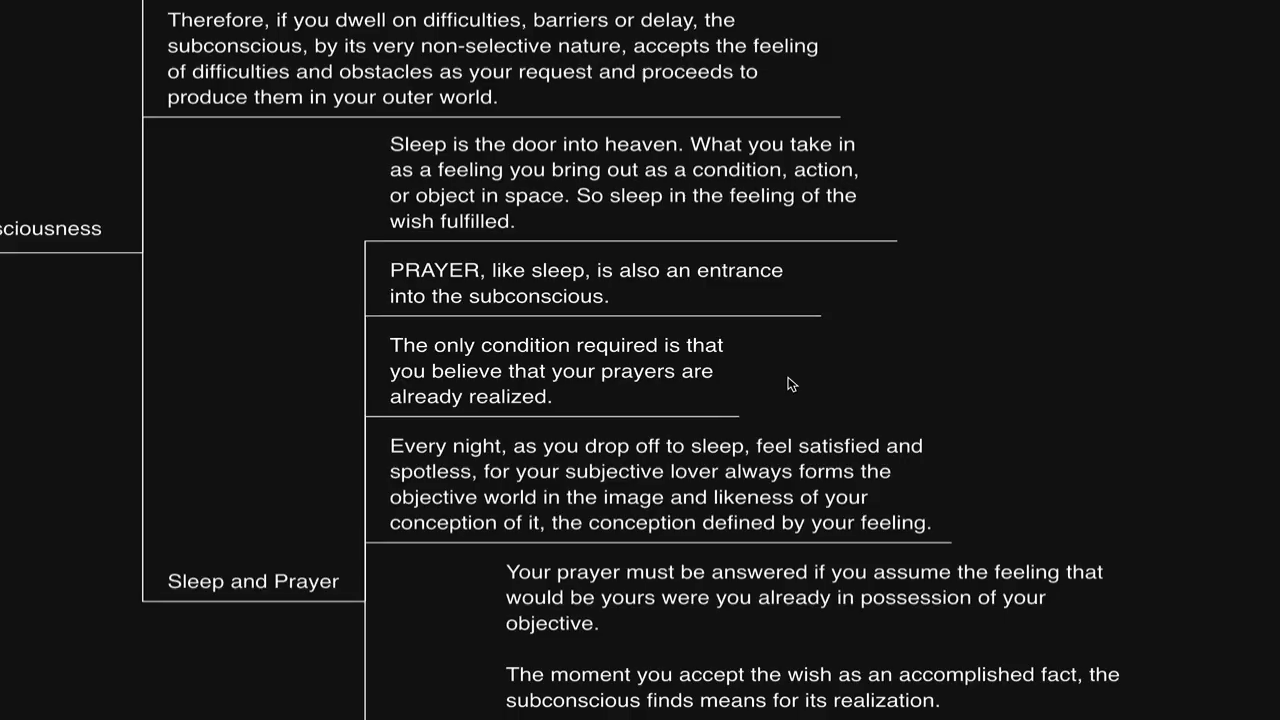 Therefore, if you dwell on difficulties, barriers or delay, the
subconscious, by its very non-selective nature, accepts the feeling
of difficulties and obstacles as your request and proceeds to
produce them in your outer world.
Sleep is the door into heaven. What you take in
as a feeling you bring out as a condition, action,
or object in space. So sleep in the feeling of the
wish fulfilled.
sciousness
PRAYER, like sleep, is also an entrance
into the subconscious.
The only condition required is that
you believe that your prayers are
already realized.
Every night, as you drop off to sleep, feel satisfied and
spotless, for your subjective lover always forms the
objective world in the image and likeness of your
conception of it, the conception defined by your feeling.
Sleep and Prayer
Your prayer must be answered if you assume the feeling that
would be yours were you already in possession of your
objective.
The moment you accept the wish as an accomplished fact, the
subconscious finds means for its realization.